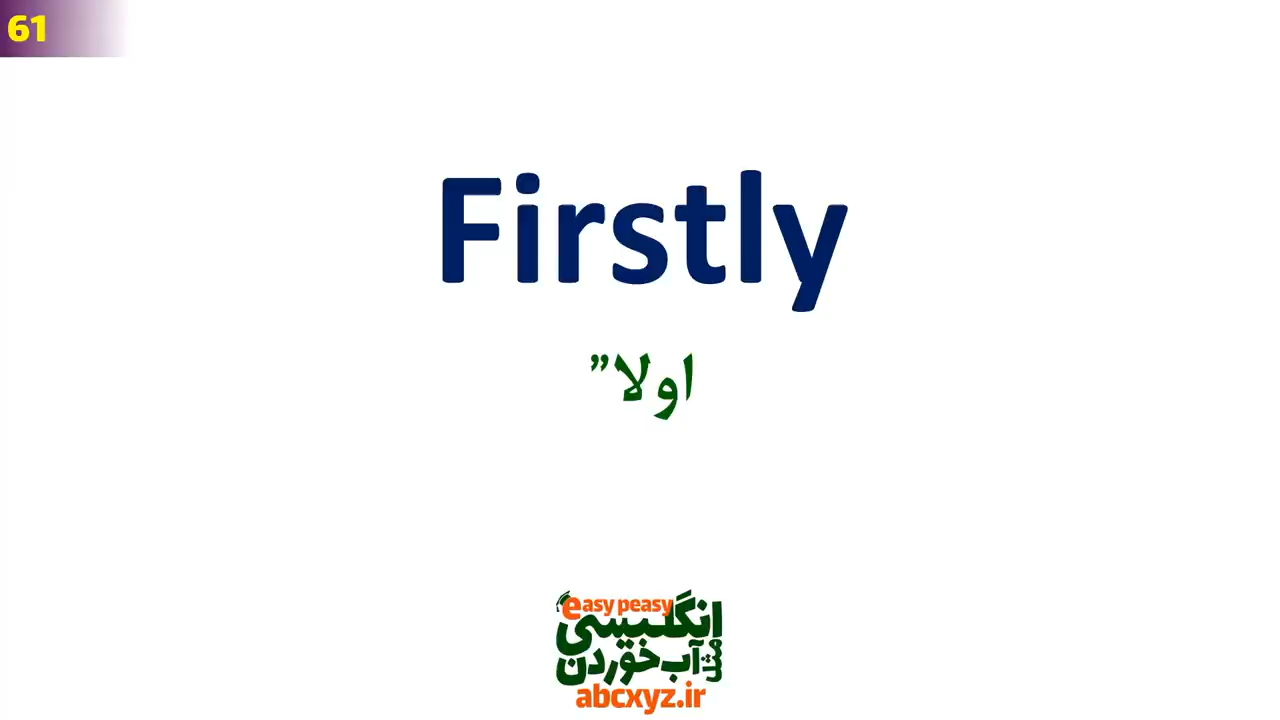 61
Firstly
اولا”
easy peasy
انگلیسی
مثل آب خوردن
abcxyz.ir